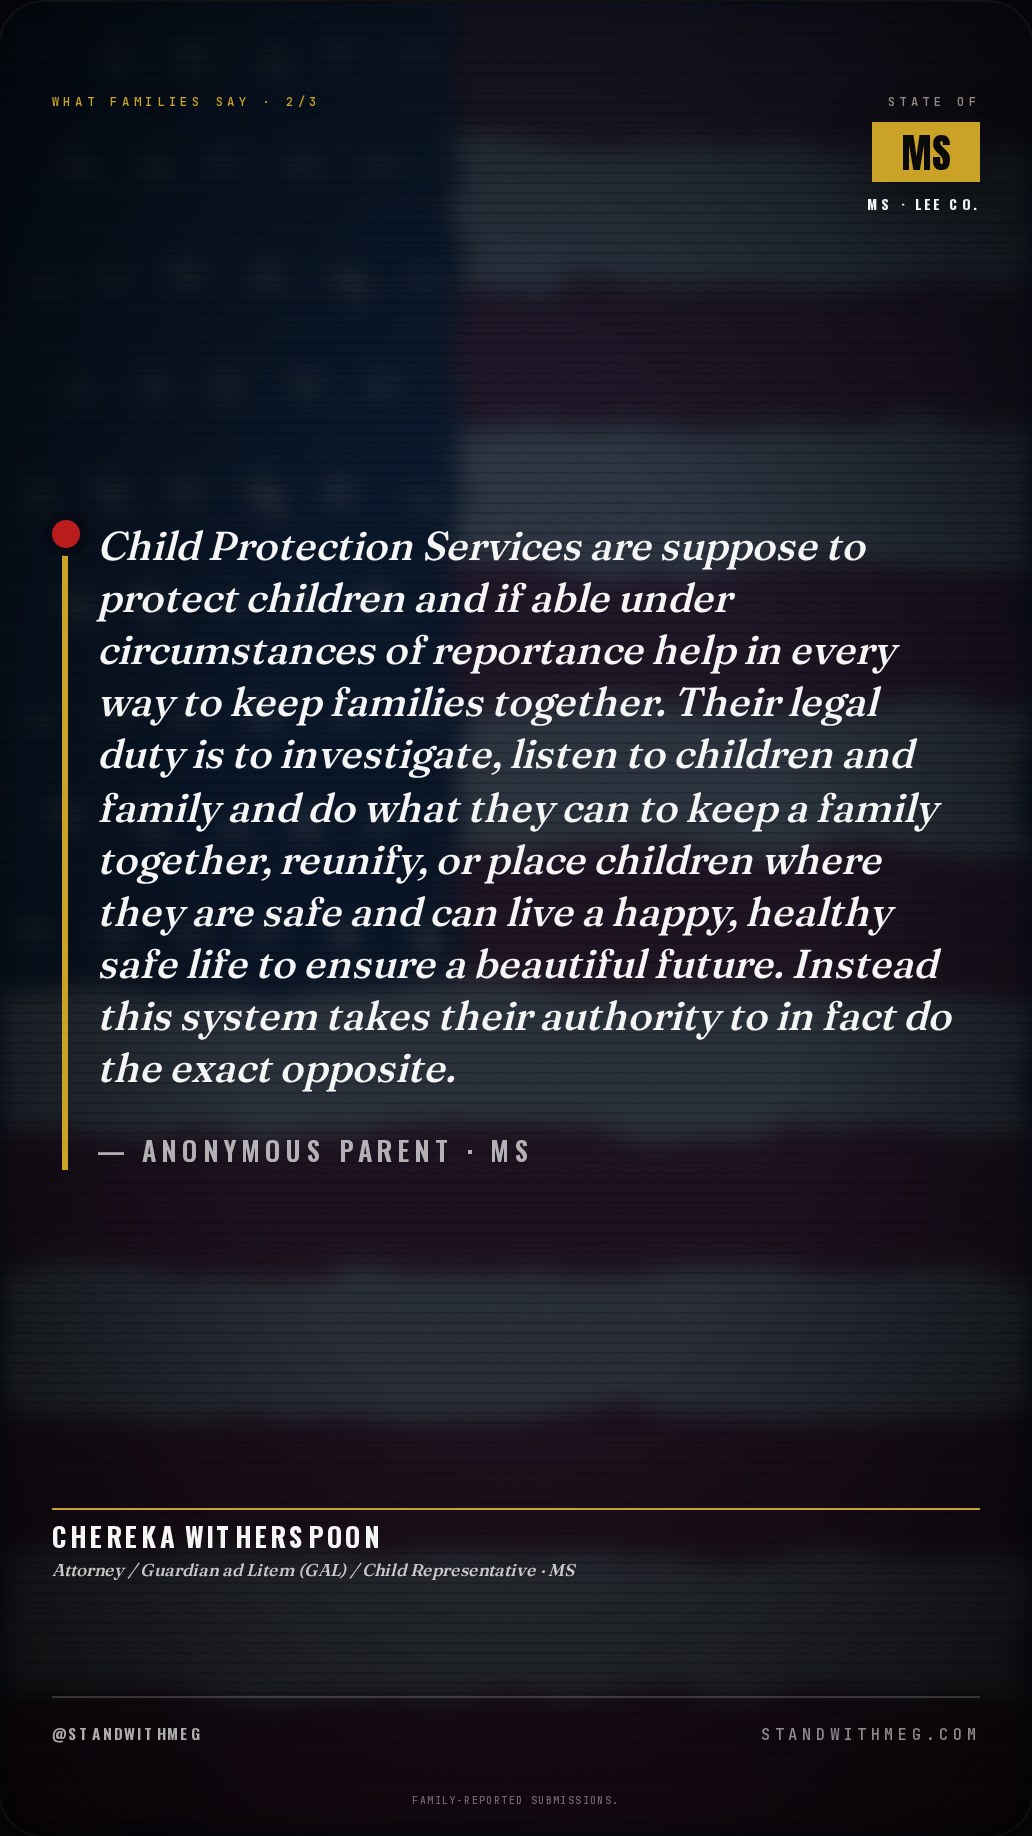 WHAT FAMILIES SAY · 2/3
STATE OF
MS
MS · LEE CO.
Child Protection Services are suppose to
protect children and if able under
circumstances of reportance help in every
way to keep families together. Their legal
duty is to investigate, listen to children and
family and do what they can to keep a family
together, reunify, or place children where
they are safe and can live a happy, healthy
safe life to ensure a beautiful future. Instead
this system takes their authority to in fact do
the exact opposite.
— ANONYMOUS PARENT · MS
CHEREKA WITHERSPOON
Attorney / Guardian ad Litem (GAL) / Child Representative · MS
@STANDWITHMEG
STANDWITHMEG.COM
FAMILY-REPORTED SUBMISSIONS.